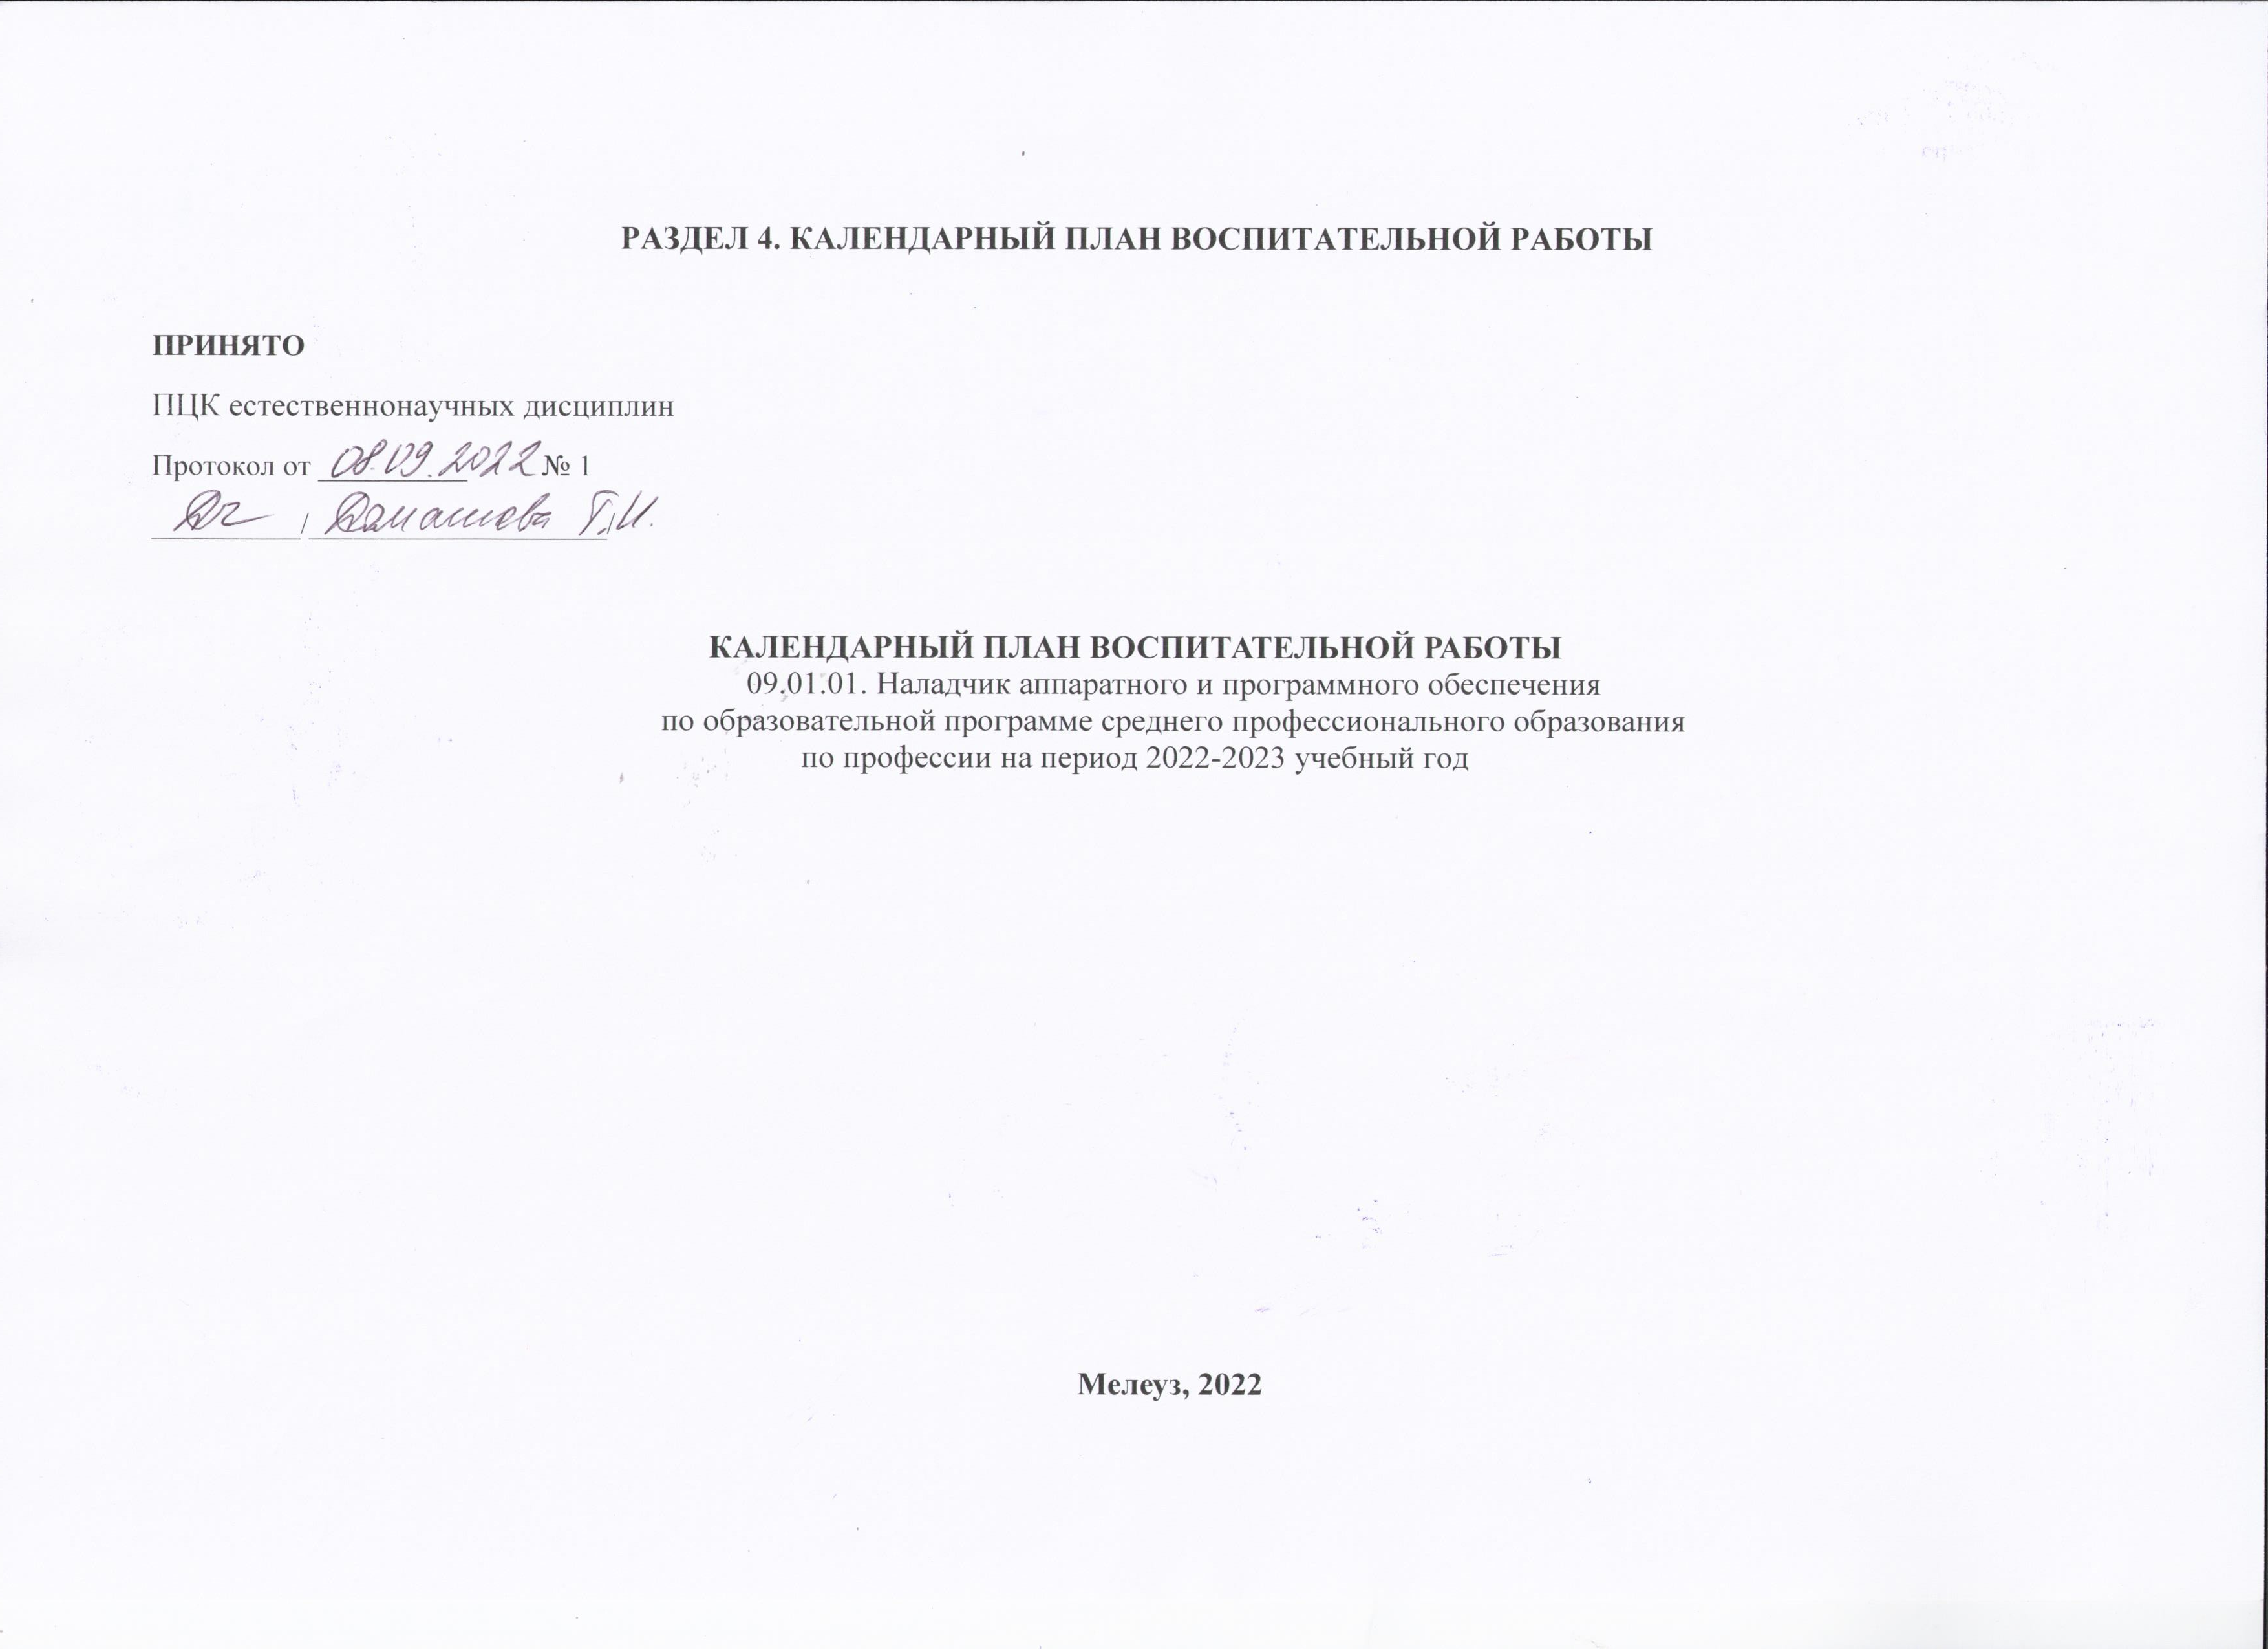 РАЗДЕЛ 4. КАЛЕНДАРНЫЙ ПЛАН ВОСПИТАТЕЛЬНОЙ РАБОТЫ
ПРИНЯТО
ПЦК естественнонаучных дисциплин
Протокол от 08.09.2022 № 1
/ Домашова Т.И.
КАЛЕНДАРНЫЙ ПЛАН ВОСПИТАТЕЛЬНОЙ РАБОТЫ
09.01.01. Наладчик аппаратного и программного обеспечения
по образовательной программе среднего профессионального образования
по профессии на период 2022-2023 учебный год
Мелеуз, 2022